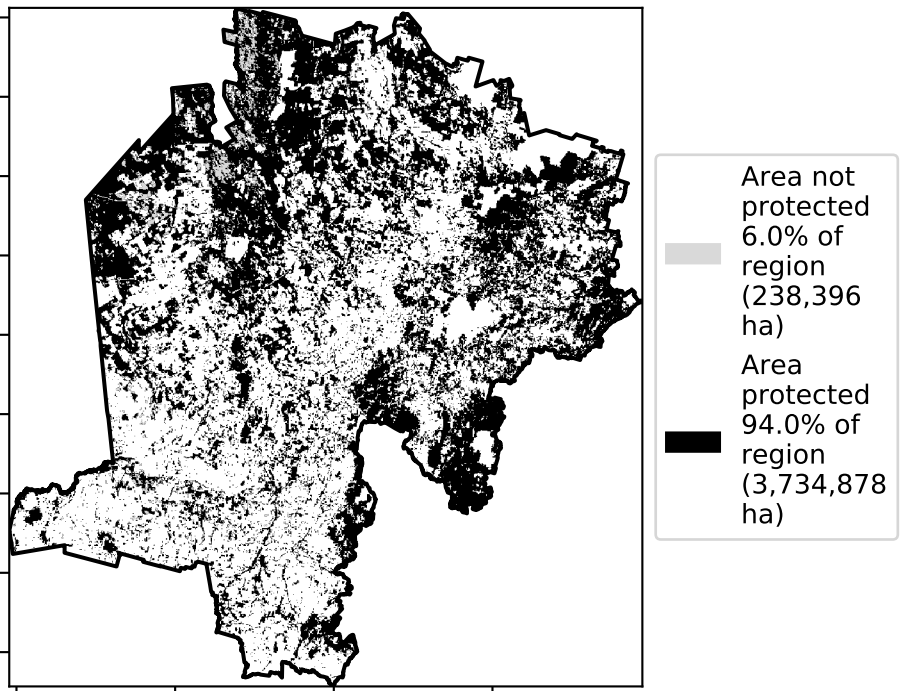 Area not
protected
6.0% of
region
(238,396
ha)
Area
protected
94.0% of
region
(3,734,878
ha)